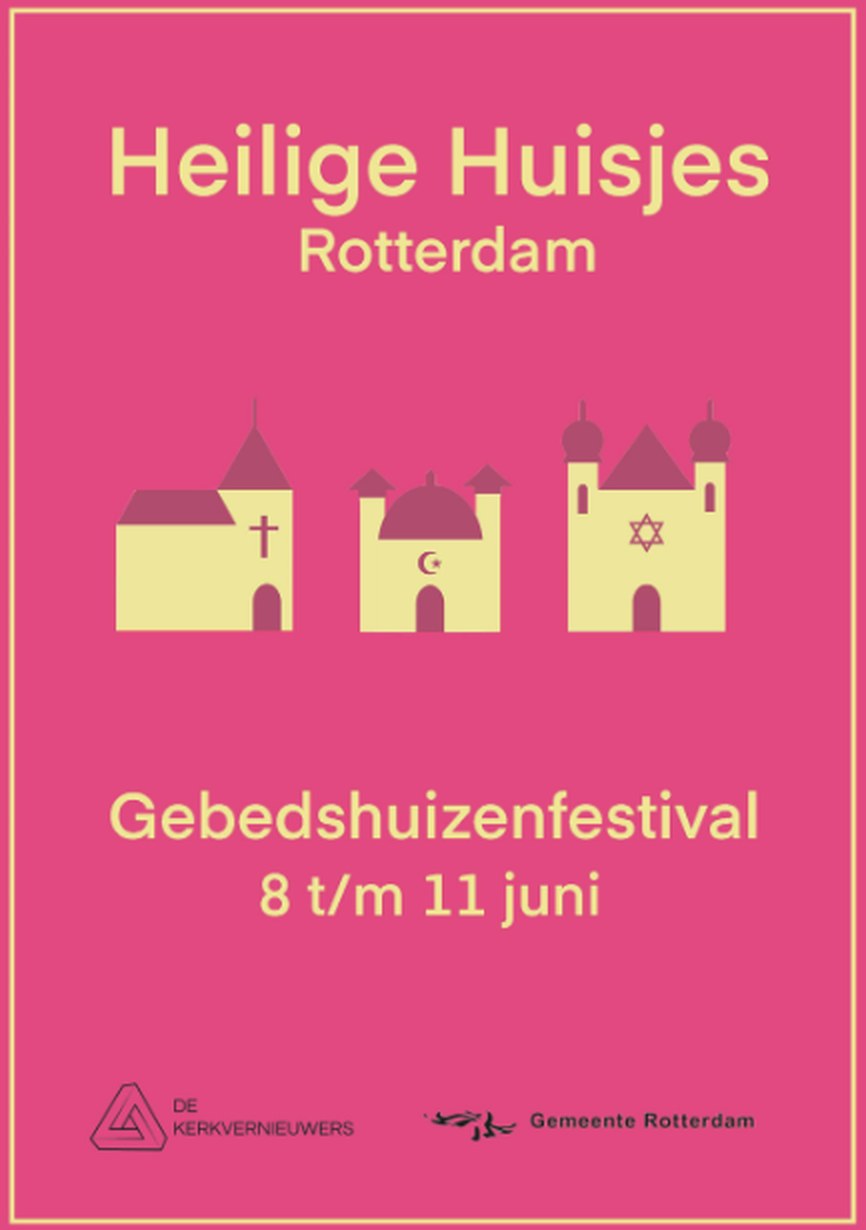 Heilige Huisjes
Rotterdam
Gebedshuizenfestival
8 t/m 11 juni
DE
KERKVERNIEUWERS
Gemeente Rotterdam